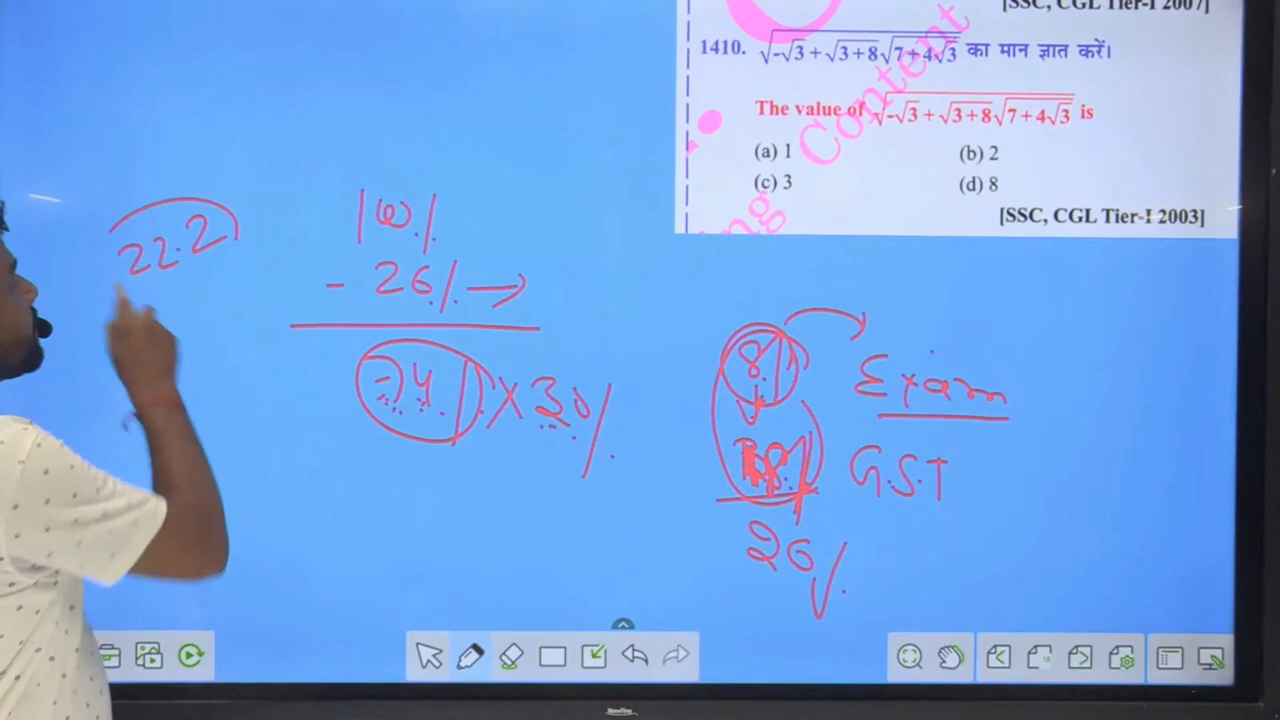 [SSC, CGL Tier-I 2007]
1410. √(-√3 + √(3+8√(7+4√3))) का मान ज्ञात करें।
The value of √(-√3 + √(3+8√(7+4√3))) is
(a) 1 (b) 2
(c) 3 (d) 8
[SSC, CGL Tier-I 2003]
Content
22.2
100%
- 26% →
74% × 30%
8% Exam
18% G.S.T
26%